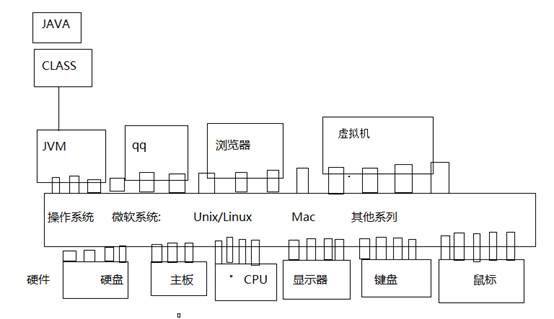 JAVA
CLASS
JVM qq 浏览器 虚拟机
操作系统 微软系统: Unix/Linux Mac 其他系列
硬件 硬盘 主板 CPU 显示器 键盘 鼠标